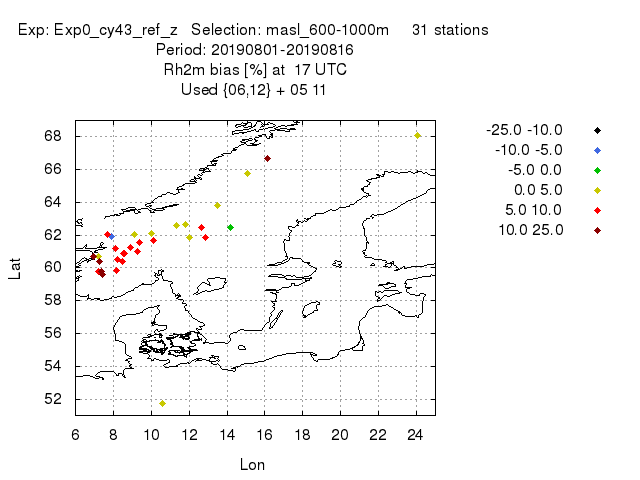 Exp: Exp0_cy43_ref_z Selection: masl_600-1000m 31 stations
Period: 20190801-20190816
Rh2m bias [%] at 17 UTC
Used {06,12} + 05 11
-25.0 -10.0
-10.0 -5.0
-5.0 0.0
0.0 5.0
5.0 10.0
10.0 25.0
68
66
64
62
60
58
56
54
52
Lat
6 8 10 12 14 16 18 20 22 24
Lon